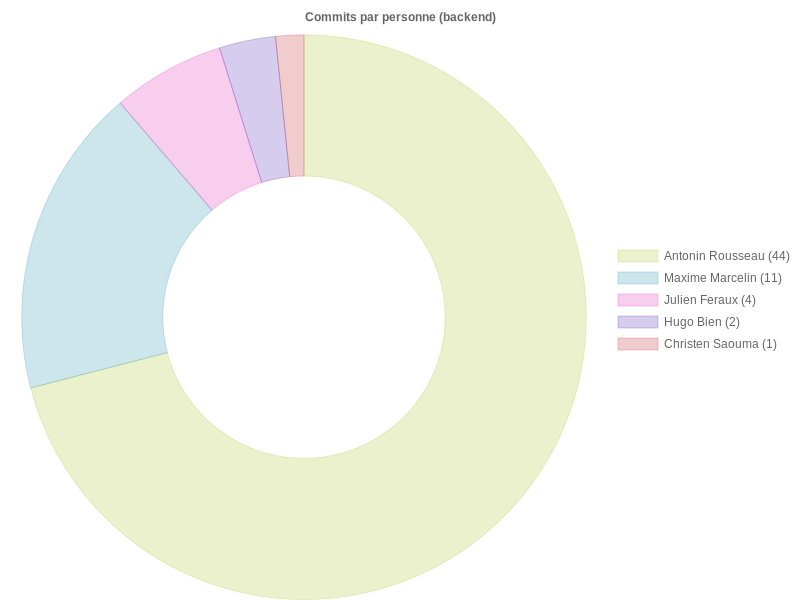 Commits par personne (backend)
Antonin Rousseau (44)
Maxime Marcelin (11)
Julien Feraux (4)
Hugo Bien (2)
Christen Saouma (1)